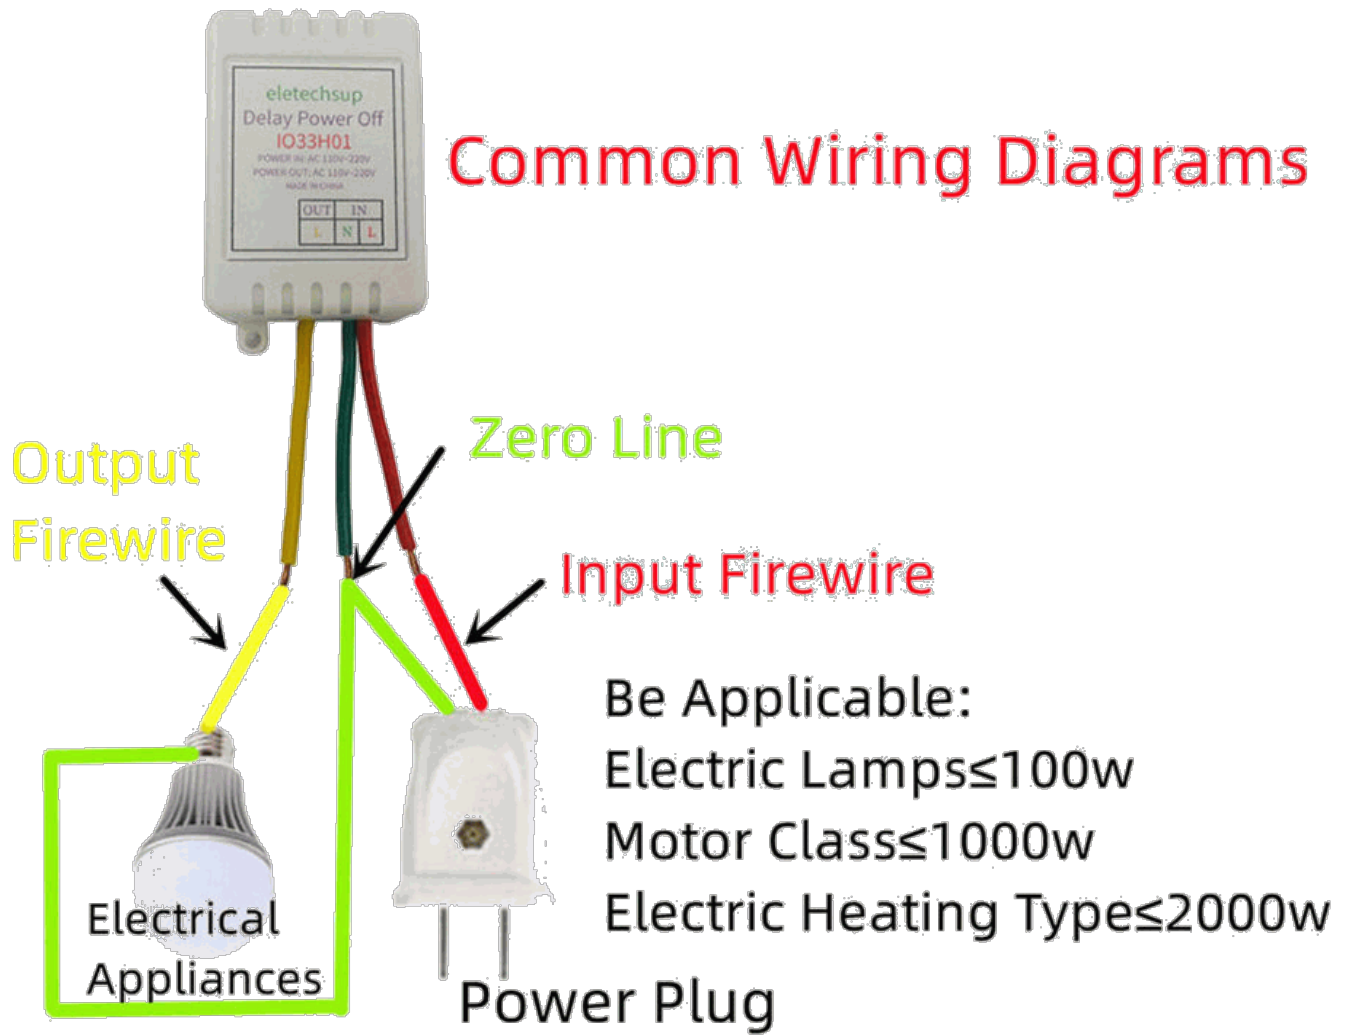 eletechsup
Delay Power Off
IO33H01
POWER IN: AC 110V~220V
POWER OUT: AC 110V~220V
MADE IN CHINA
OUT IN
L N L
Common Wiring Diagrams
Zero Line
Output
Firewire
Input Firewire
Be Applicable:
Electric Lamps≤100w
Motor Class≤1000w
Electric Heating Type≤2000w
Electrical
Appliances
Power Plug